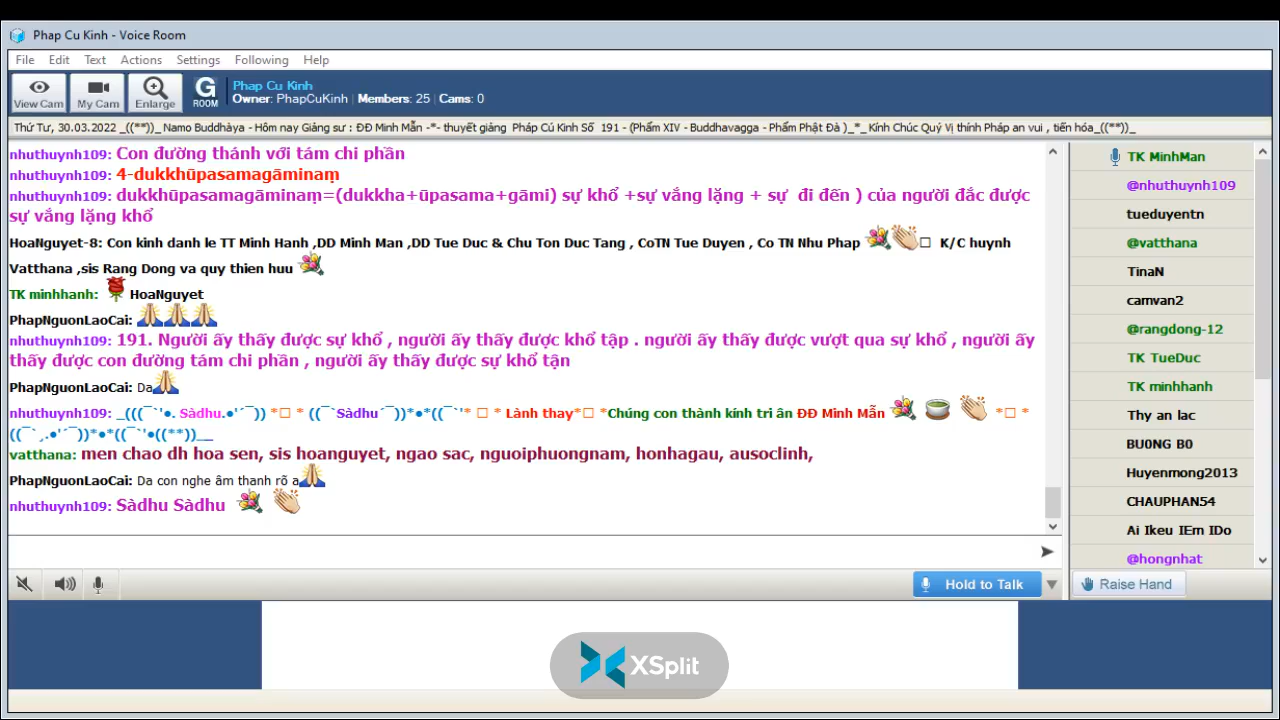 Phap Cu Kinh - Voice Room
File Edit Text Actions Settings Following Help
View Cam My Cam Enlarge G ROOM
Phap Cu Kinh
Owner: PhapCuKinh | Members: 25 | Cams: 0
Thứ Tư, 30.03.2022 _((**))_ Namo Buddhàya - Hôm nay Giảng sư : ĐĐ Minh Mẫn -*- thuyết giảng Pháp Cú Kinh Số 191 - (Phẩm XIV - Buddhavagga - Phẩm Phật Đà )_*_ Kính Chúc Quý Vị thính Pháp an vui , tiến hóa_((**))_
nhuthuynh109: Con đường thánh với tám chi phần
nhuthuynh109: 4-dukkhūpasamagāminaṃ
nhuthuynh109: dukkhūpasamagāminaṃ=(dukkha+ūpasama+gāmi) sự khổ +sự vắng lặng + sự đi đến ) của người đắc được
sự vắng lặng khổ
HoaNguyet-8: Con kinh danh le TT Minh Hanh ,DD Minh Man ,DD Tue Duc & Chu Ton Duc Tang , CoTN Tue Duyen , Co TN Nhu Phap K/C huynh
Vatthana ,sis Rang Dong va quy thien huu
TK minhhanh: HoaNguyet
PhapNguonLaoCai:
nhuthuynh109: 191. Người ấy thấy được sự khổ , người ấy thấy được khổ tập . người ấy thấy được vượt qua sự khổ , người ấy
thấy được con đường tám chi phần , người ấy thấy được sự khổ tận
PhapNguonLaoCai: Da
nhuthuynh109: _(((¯`'•. Sàdhu.•'´¯)) *□ * ((¯`Sàdhu´¯))*•*((¯`'* □ * Lành thay*□ *Chúng con thành kính tri ân ĐĐ Minh Mẫn *□ *
((¯`¸.•'´¯))*•*((¯`'•((**))__
vatthana: men chao dh hoa sen, sis hoanguyet, ngao sac, nguoiphuongnam, honhagau, ausoclinh,
PhapNguonLaoCai: Da con nghe âm thanh rõ a
nhuthuynh109: Sàdhu Sàdhu
TK MinhMan
@nhuthuynh109
tueduyentn
@vatthana
TinaN
camvan2
@rangdong-12
TK TueDuc
TK minhhanh
Thy an lac
BU0NG B0
Huyenmong2013
CHAUPHAN54
Ai Ikeu IEm IDo
@hongnhat
Hold to Talk
Raise Hand
XSplit